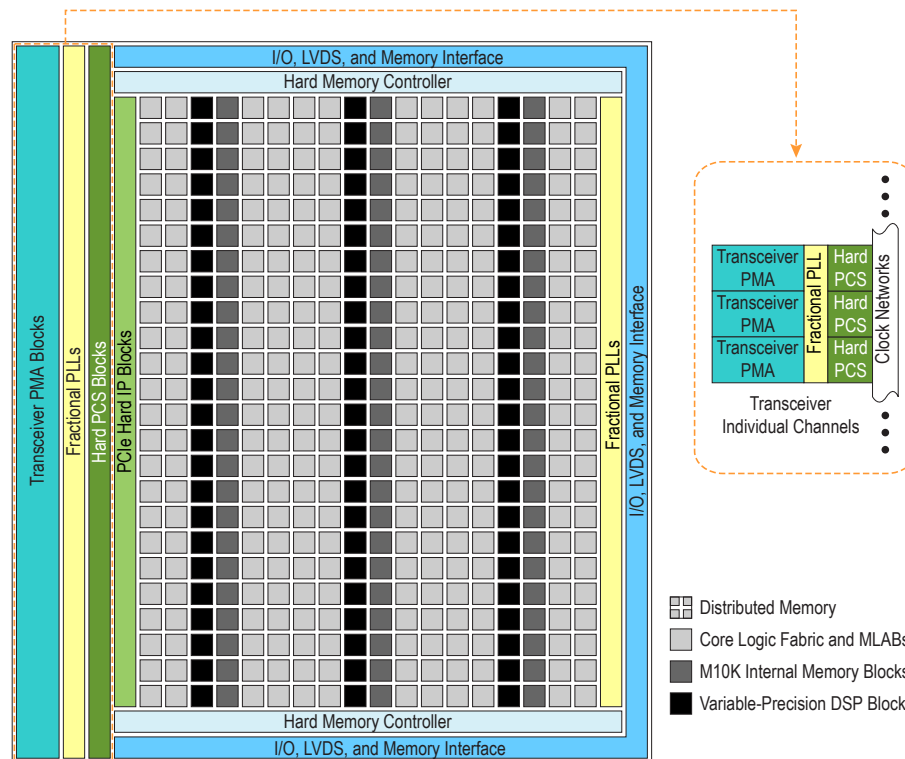 I/O, LVDS, and Memory Interface
Hard Memory Controller
Transceiver PMA Blocks
Fractional PLLs
Hard PCS Blocks
PCIe Hard IP Blocks
Fractional PLLs
I/O, LVDS, and Memory Interface
Hard Memory Controller
I/O, LVDS, and Memory Interface
Transceiver
PMA
Transceiver
PMA
Transceiver
PMA
Fractional PLL
Hard
PCS
Hard
PCS
Hard
PCS
Clock Networks
Transceiver
Individual Channels
Distributed Memory
Core Logic Fabric and MLABs
M10K Internal Memory Blocks
Variable-Precision DSP Block